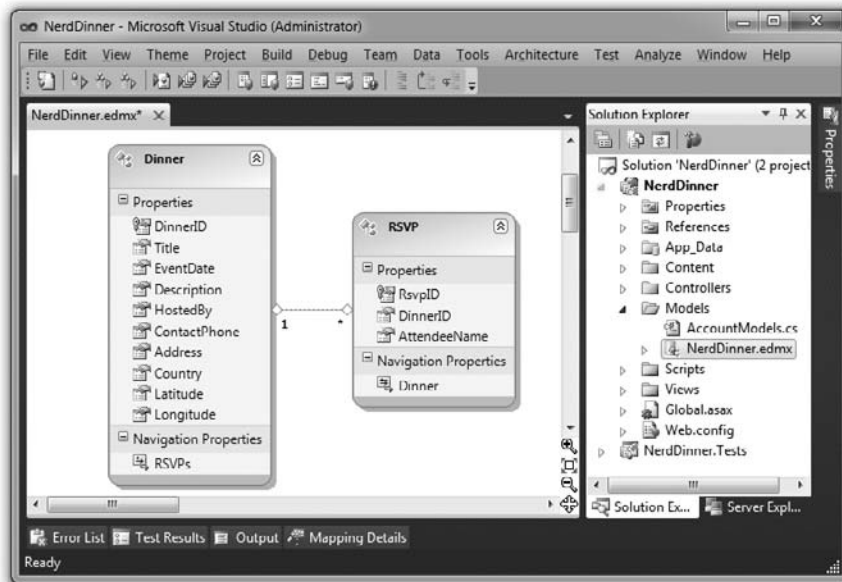 NerdDinner - Microsoft Visual Studio (Administrator)
File Edit View Theme Project Build Debug Team Data Tools Architecture Test Analyze Window Help
NerdDinner.edmx*
Dinner
Properties
DinnerID
Title
EventDate
Description
HostedBy
ContactPhone
Address
Country
Latitude
Longitude
Navigation Properties
RSVPs
1
*
RSVP
Properties
RsvpID
DinnerID
AttendeeName
Navigation Properties
Dinner
Solution Explorer
Solution 'NerdDinner' (2 project
NerdDinner
Properties
References
App_Data
Content
Controllers
Models
AccountModels.cs
NerdDinner.edmx
Scripts
Views
Global.asax
Web.config
NerdDinner.Tests
Solution Ex...
Server Expl...
Properties
Error List Test Results Output Mapping Details
Ready